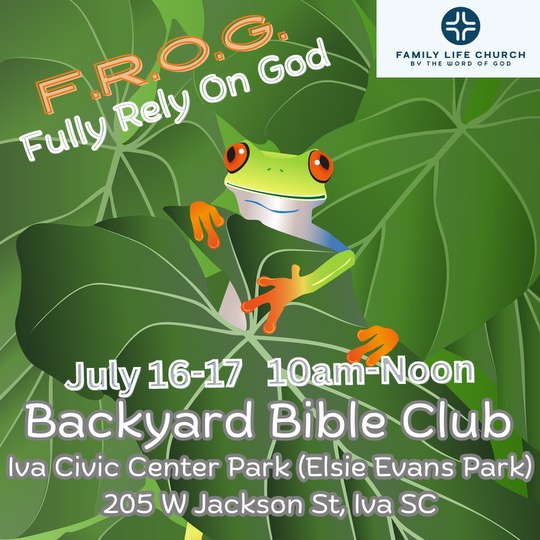 F.R.O.G.
Fully Rely On God
FAMILY LIFE CHURCH
BY THE WORD OF GOD
July 16-17 10am-Noon
Backyard Bible Club
Iva Civic Center Park (Elsie Evans Park)
205 W Jackson St, Iva SC